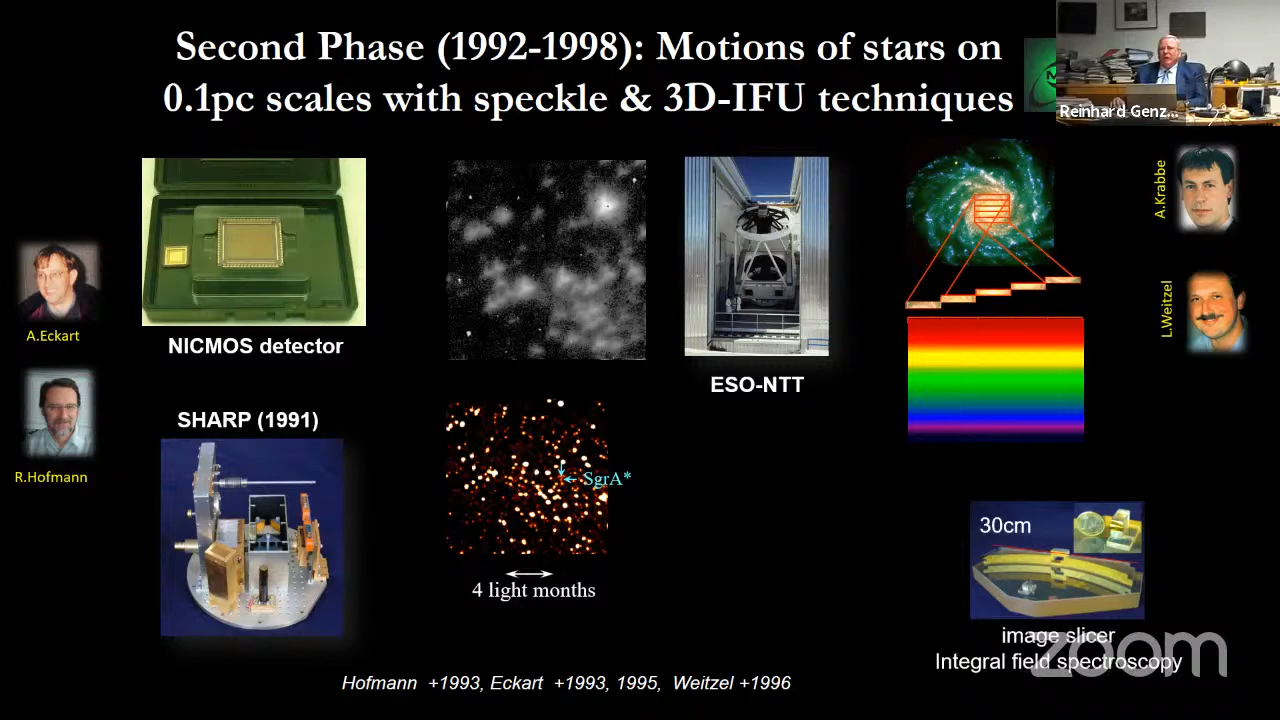 Second Phase (1992-1998): Motions of stars on
0.1pc scales with speckle & 3D-IFU techniques
Reinhard Genz...
A.Eckart
R.Hofmann
NICMOS detector
SHARP (1991)
SgrA*
4 light months
ESO-NTT
A.Krabbe
L.Weitzel
30cm
image slicer
Integral field spectroscopy
zoom
Hofmann +1993, Eckart +1993, 1995, Weitzel +1996